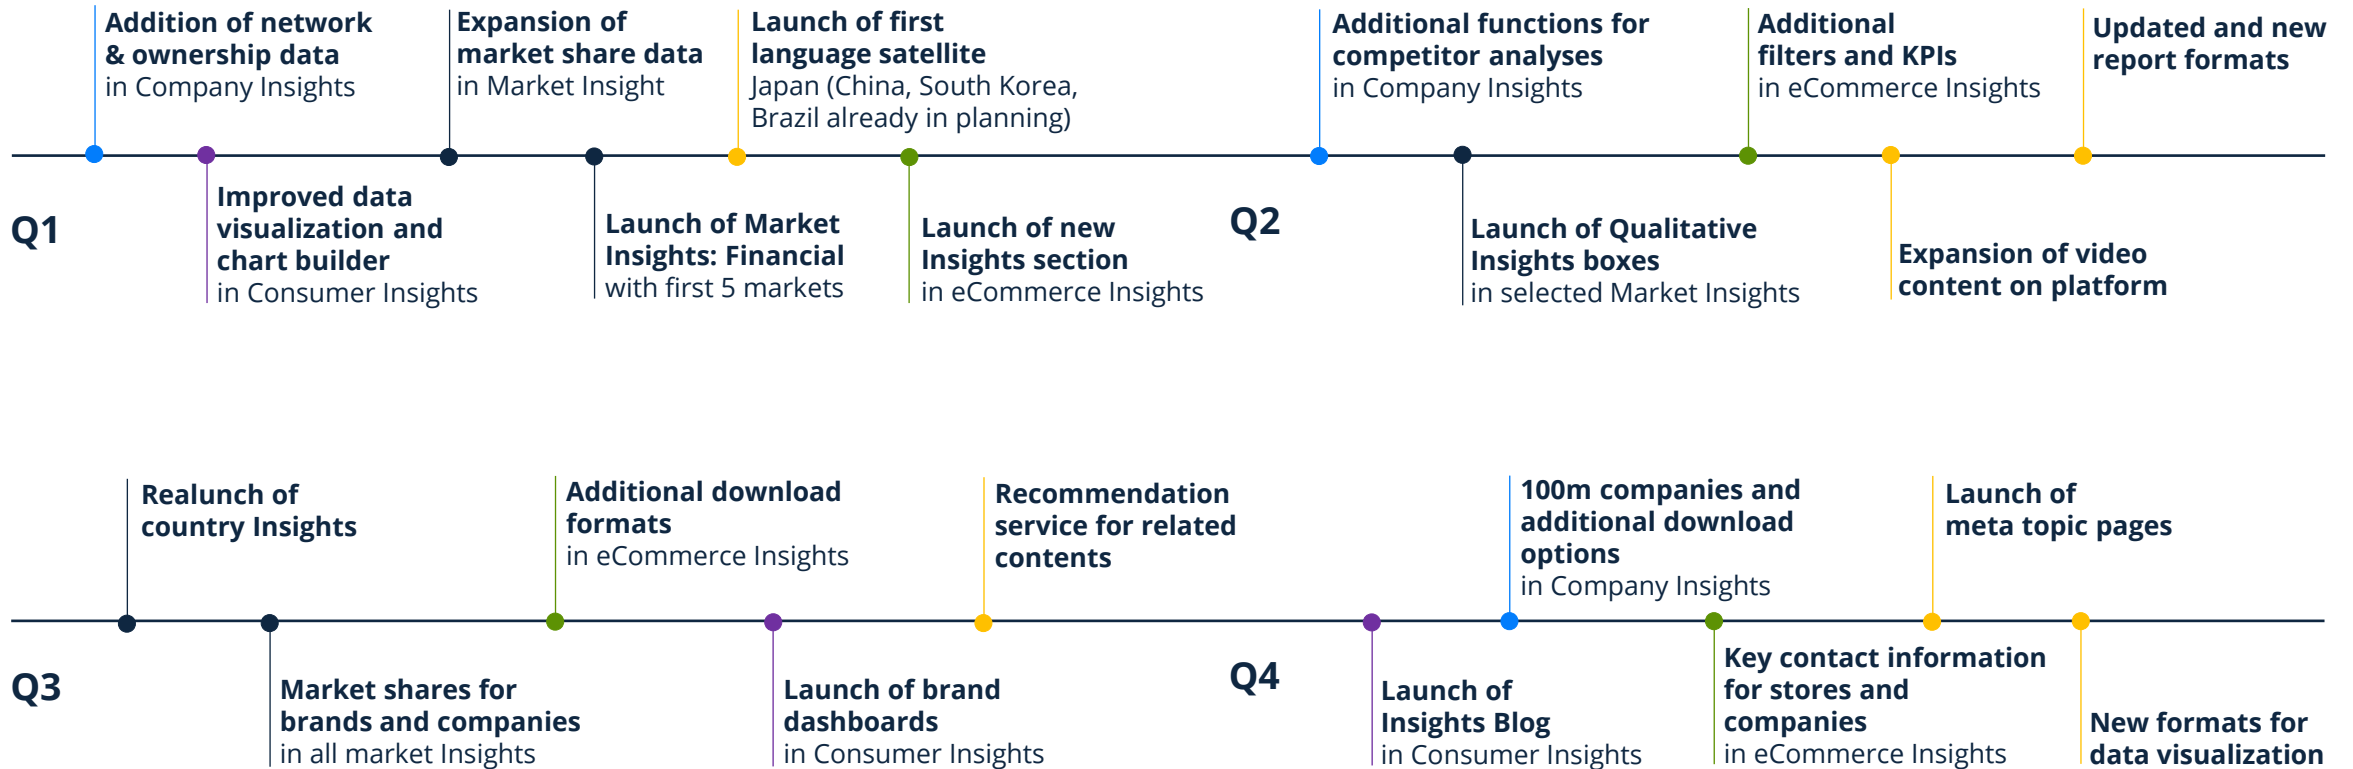 Addition of network
& ownership data
in Company Insights
Expansion of
market share data
in Market Insight
Launch of first
language satellite
Japan (China, South Korea,
Brazil already in planning)
Additional functions for
competitor analyses
in Company Insights
Additional
filters and KPIs
in eCommerce Insights
Updated and new
report formats
Q1
Improved data
visualization and
chart builder
in Consumer Insights
Launch of Market
Insights: Financial
with first 5 markets
Launch of new
Insights section
in eCommerce Insights
Q2
Launch of Qualitative
Insights boxes
in selected Market Insights
Expansion of video
content on platform
Realunch of
country Insights
Additional download
formats
in eCommerce Insights
Recommendation
service for related
contents
100m companies and
additional download
options
in Company Insights
Launch of
meta topic pages
Q3
Market shares for
brands and companies
in all market Insights
Launch of brand
dashboards
in Consumer Insights
Q4
Launch of
Insights Blog
in Consumer Insights
Key contact information
for stores and
companies
in eCommerce Insights
New formats for
data visualization